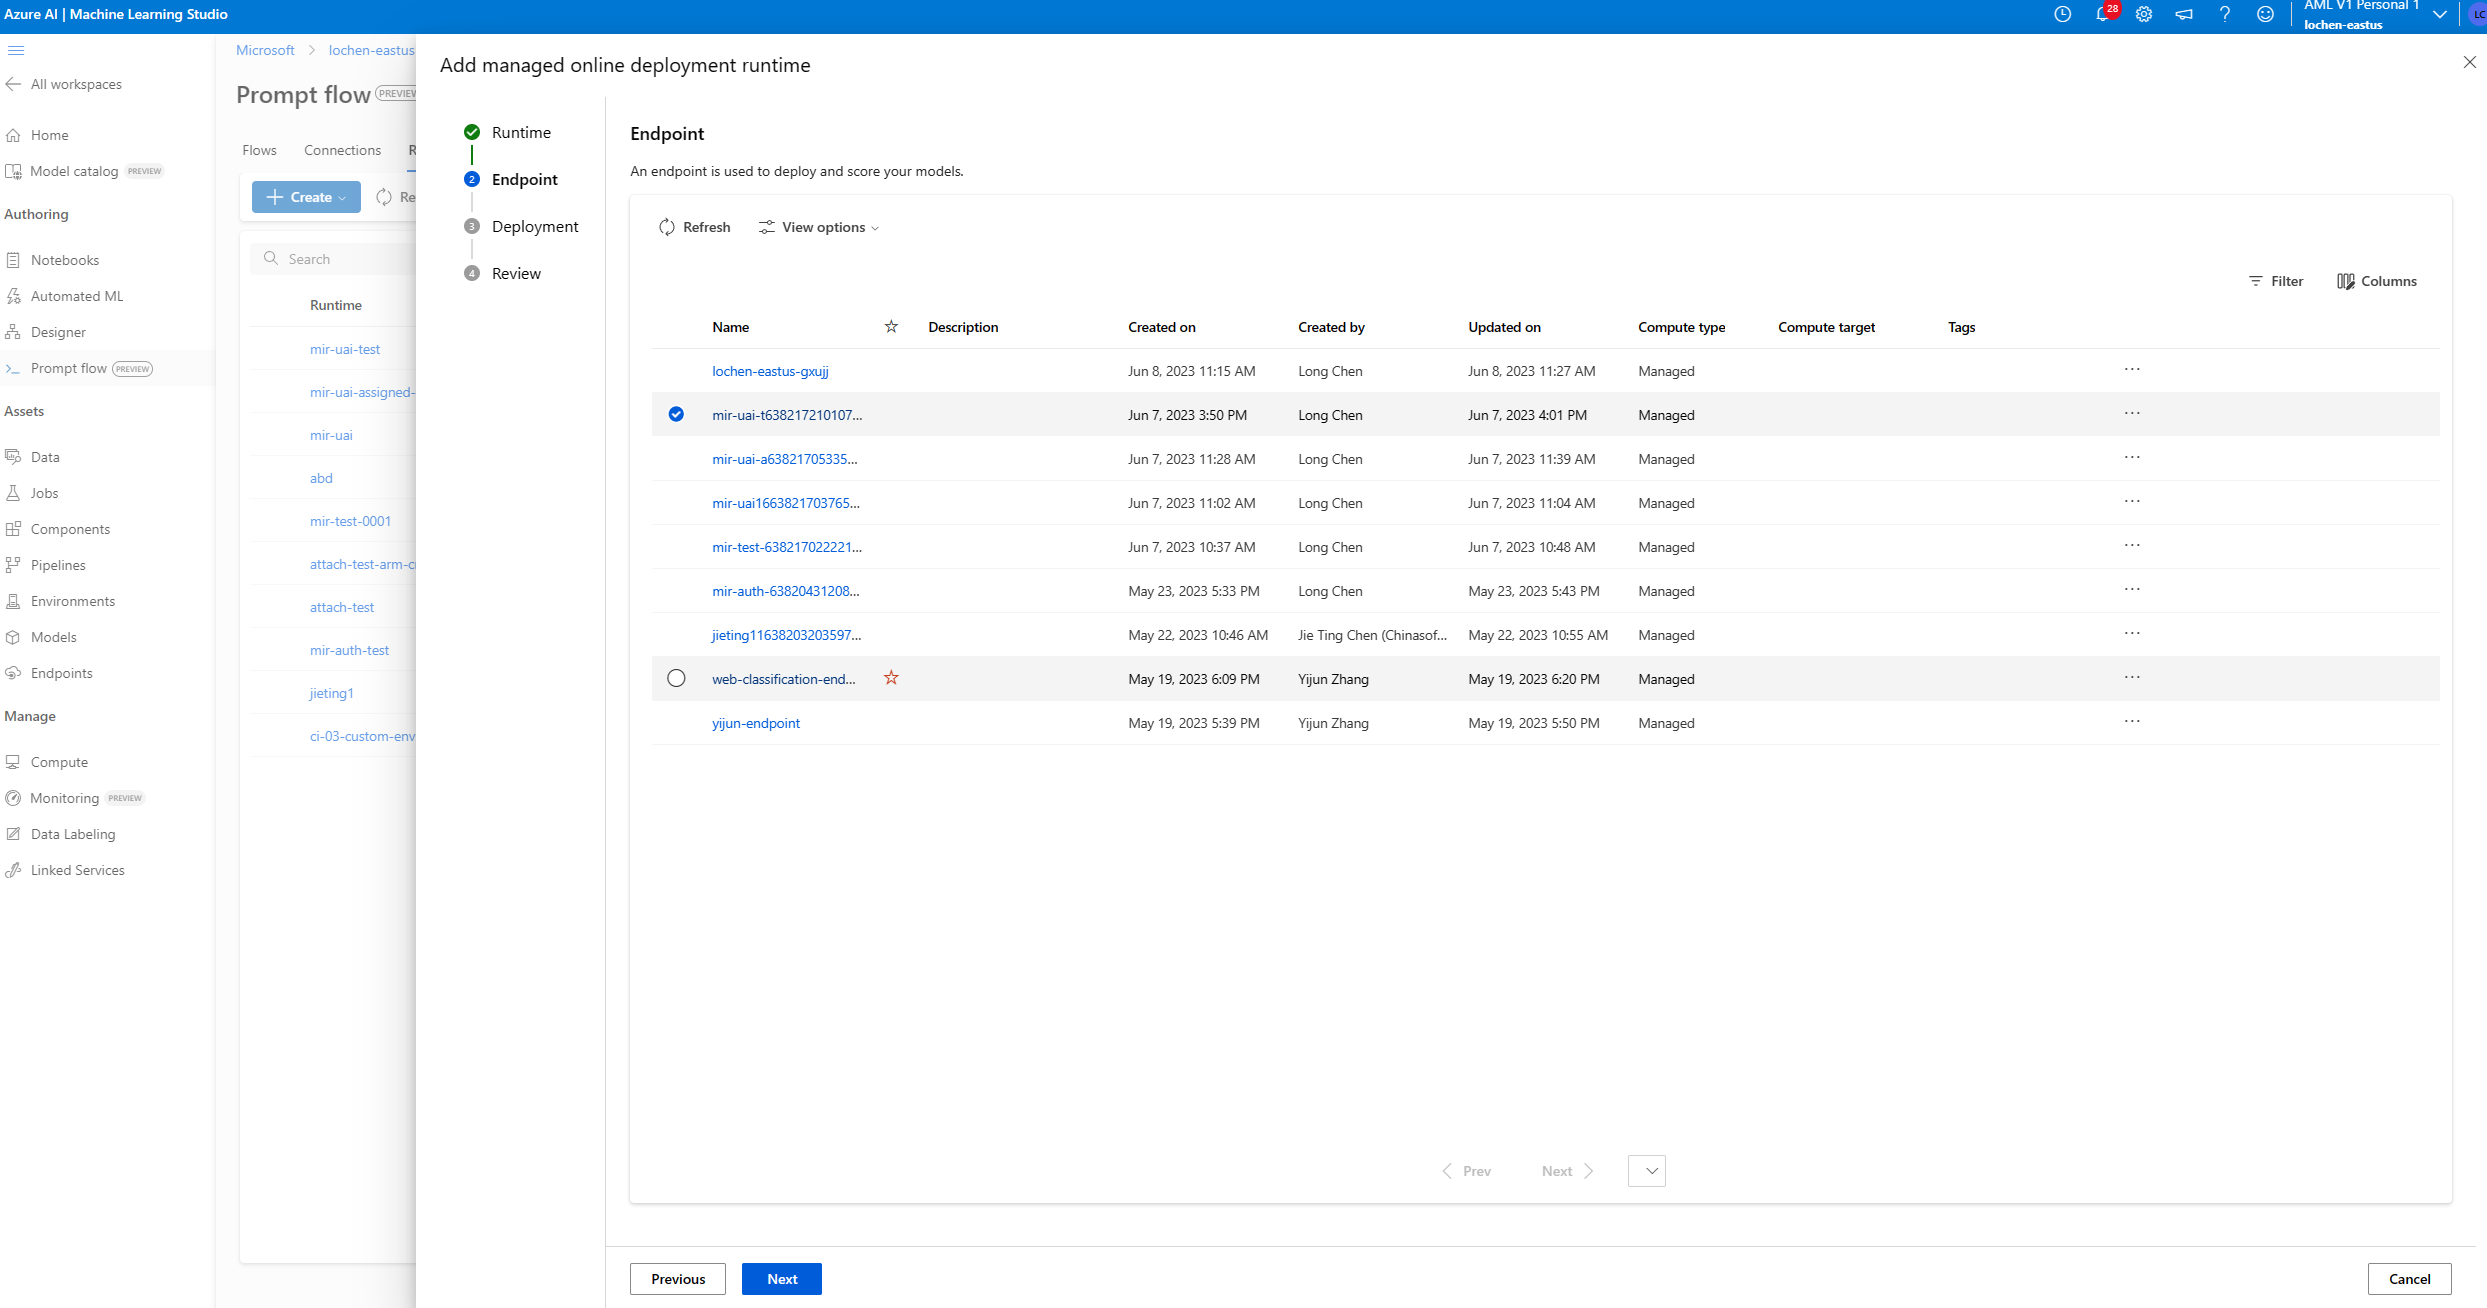 Azure AI | Machine Learning Studio
28
AML V1 Personal 1
lochen-eastus
LC
All workspaces
Home
Model catalog PREVIEW
Authoring
Notebooks
Automated ML
Designer
Prompt flow PREVIEW
Assets
Data
Jobs
Components
Pipelines
Environments
Models
Endpoints
Manage
Compute
Monitoring PREVIEW
Data Labeling
Linked Services
Microsoft > lochen-eastus
Prompt flow
Flows Connections R
Create Re
Search
Runtime
mir-uai-test
mir-uai-assigned-
mir-uai
abd
mir-test-0001
attach-test-arm-c
attach-test
mir-auth-test
jieting1
ci-03-custom-env
Add managed online deployment runtime
Runtime
2 Endpoint
3 Deployment
4 Review
Endpoint
An endpoint is used to deploy and score your models.
Refresh View options
Filter Columns
Name Description Created on Created by Updated on Compute type Compute target Tags
lochen-eastus-gxujj Jun 8, 2023 11:15 AM Long Chen Jun 8, 2023 11:27 AM Managed ...
mir-uai-t638217210107... Jun 7, 2023 3:50 PM Long Chen Jun 7, 2023 4:01 PM Managed ...
mir-uai-a63821705335... Jun 7, 2023 11:28 AM Long Chen Jun 7, 2023 11:39 AM Managed ...
mir-uai1663821703765... Jun 7, 2023 11:02 AM Long Chen Jun 7, 2023 11:04 AM Managed ...
mir-test-638217022221... Jun 7, 2023 10:37 AM Long Chen Jun 7, 2023 10:48 AM Managed ...
mir-auth-63820431208... May 23, 2023 5:33 PM Long Chen May 23, 2023 5:43 PM Managed ...
jieting11638203203597... May 22, 2023 10:46 AM Jie Ting Chen (Chinasof... May 22, 2023 10:55 AM Managed ...
web-classification-end... May 19, 2023 6:09 PM Yijun Zhang May 19, 2023 6:20 PM Managed ...
yijun-endpoint May 19, 2023 5:39 PM Yijun Zhang May 19, 2023 5:50 PM Managed ...
Prev Next
Previous Next Cancel